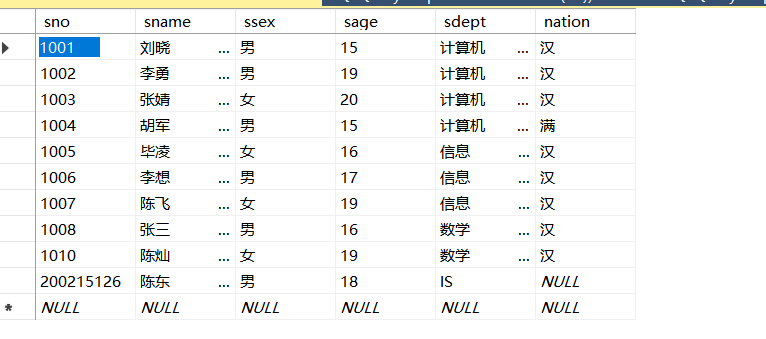 sno sname ssex sage sdept nation
1001 刘晓 ... 男 15 计算机 ... 汉
1002 李勇 ... 男 19 计算机 ... 汉
1003 张婧 ... 女 20 计算机 ... 汉
1004 胡军 ... 男 15 计算机 ... 满
1005 毕凌 ... 女 16 信息 ... 汉
1006 李想 ... 男 17 信息 ... 汉
1007 陈飞 ... 女 19 信息 ... 汉
1008 张三 ... 男 16 数学 ... 汉
1010 陈灿 ... 女 19 数学 ... 汉
200215126 陈东 ... 男 18 IS NULL
* NULL NULL NULL NULL NULL NULL